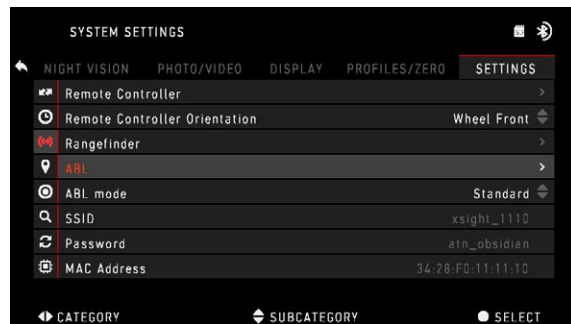 SYSTEM SETTINGS
NIGHT VISION PHOTO/VIDEO DISPLAY PROFILES/ZERO SETTINGS
Remote Controller
Remote Controller Orientation Wheel Front
Rangefinder
ABL
ABL mode Standard
SSID xsight_1110
Password atn_obsidian
MAC Address 34:28:F0:11:11:10
CATEGORY SUBCATEGORY SELECT